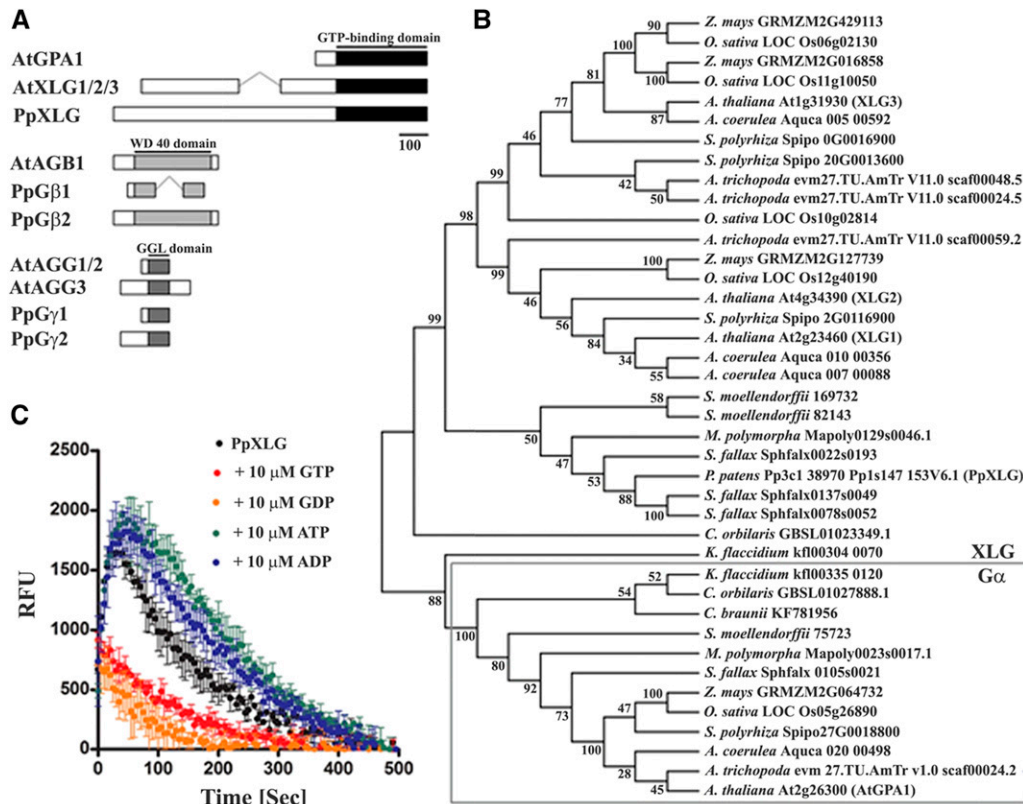 A
GTP-binding domain
AtGPA1
AtXLG1/2/3
PpXLG
100
WD 40 domain
AtAGB1
PpGβ1
PpGβ2
GGL domain
AtAGG1/2
AtAGG3
PpGγ1
PpGγ2
B
Z. mays GRMZM2G429113
O. sativa LOC Os06g02130
Z. mays GRMZM2G016858
O. sativa LOC Os11g10050
A. thaliana At1g31930 (XLG3)
A. coerulea Aquca 005 00592
S. polyrhiza Spipo 0G0016900
S. polyrhiza Spipo 20G0013600
A. trichopoda evm27.TU.AmTr V11.0 scaf00048.5
A. trichopoda evm27.TU.AmTr V11.0 scaf00024.5
O. sativa LOC Os10g02814
A. trichopoda evm27.TU.AmTr V11.0 scaf00059.2
Z. mays GRMZM2G127739
O. sativa LOC Os12g40190
A. thaliana At4g34390 (XLG2)
S. polyrhiza Spipo 2G0116900
A. thaliana At2g23460 (XLG1)
A. coerulea Aquca 010 00356
A. coerulea Aquca 007 00088
S. moellendorffii 169732
S. moellendorffii 82143
M. polymorpha Mapoly0129s0046.1
S. fallax Sphfalx0022s0193
P. patens Pp3c1 38970 Pp1s147 153V6.1 (PpXLG)
S. fallax Sphfalx0137s0049
S. fallax Sphfalx0078s0052
C. orbilaris GBSL01023349.1
K. flaccidium kfl00304 0070
XLG
Gα
K. flaccidium kfl00335 0120
C. orbilaris GBSL01027888.1
C. braunii KF781956
S. moellendorffii 75723
M. polymorpha Mapoly0023s0017.1
S. fallax Sphfalx 0105s0021
Z. mays GRMZM2G064732
O. sativa LOC Os05g26890
S. polyrhiza Spipo27G0018800
A. coerulea Aquca 020 00498
A. trichopoda evm 27.TU.AmTr v1.0 scaf00024.2
A. thaliana At2g26300 (AtGPA1)
90
100
100
81
87
77
46
42
50
99
98
99
100
46
56
84
34
55
99
58
50
47
53
88
100
88
52
54
100
80
92
73
100
47
100
28
45
C
PpXLG
+ 10 μM GTP
+ 10 μM GDP
+ 10 μM ATP
+ 10 μM ADP
RFU
2500
2000
1500
1000
500
0
0
100
200
300
400
500
Time [Sec]